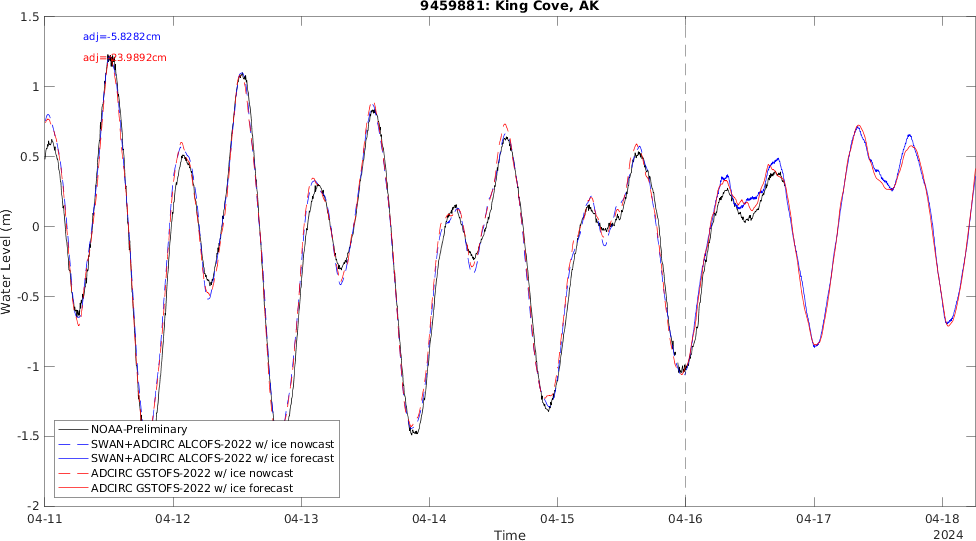 9459881: King Cove, AK
adj=-5.8282cm
1.5
1
0.5
0
-0.5
-1
-1.5
-2
Water Level (m)
NOAA-Preliminary
SWAN+ADCIRC ALCOFS-2022 w/ ice nowcast
SWAN+ADCIRC ALCOFS-2022 w/ ice forecast
ADCIRC GSTOFS-2022 w/ ice nowcast
ADCIRC GSTOFS-2022 w/ ice forecast
04-11 04-12 04-13 04-14 04-15 04-16 04-17 04-18
Time
2024